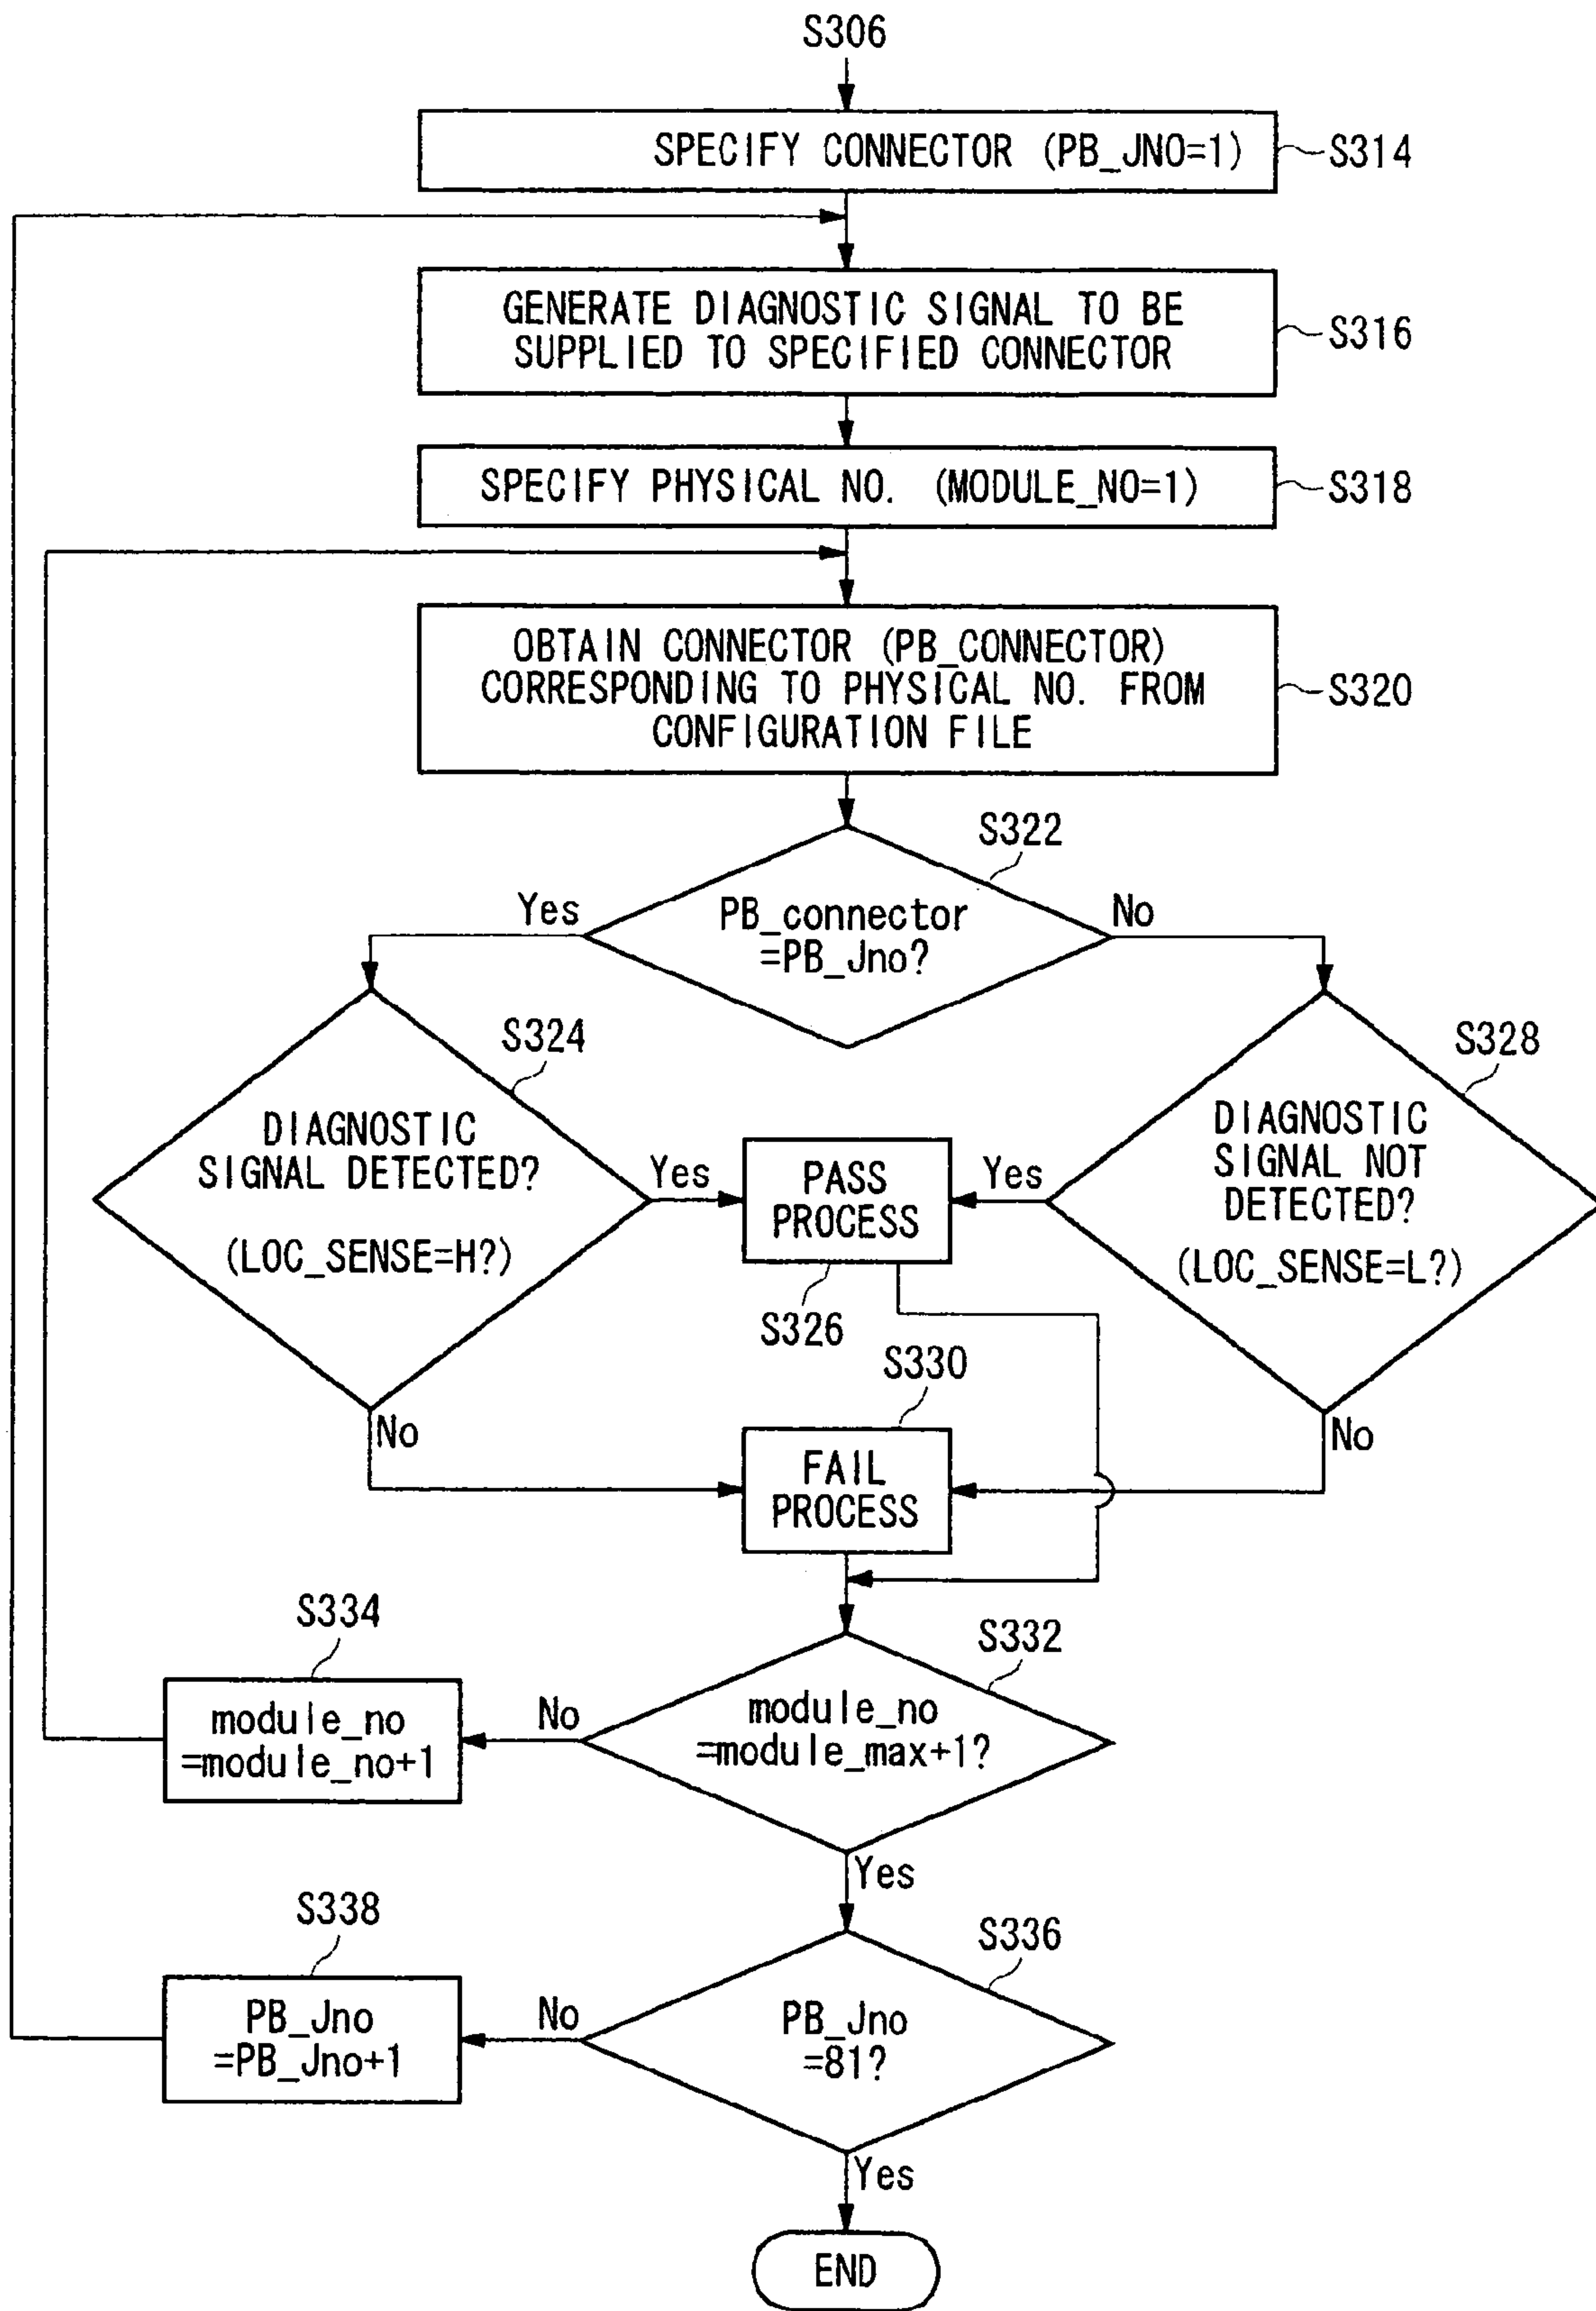 S306
SPECIFY CONNECTOR (PB_JNO=1)
S314
GENERATE DIAGNOSTIC SIGNAL TO BE
SUPPLIED TO SPECIFIED CONNECTOR
S316
SPECIFY PHYSICAL NO. (MODULE_NO=1)
S318
OBTAIN CONNECTOR (PB_CONNECTOR)
CORRESPONDING TO PHYSICAL NO. FROM
CONFIGURATION FILE
S320
S322
Yes
PB_connector
=PB_Jno?
No
S324
DIAGNOSTIC
SIGNAL DETECTED?
(LOC_SENSE=H?)
Yes
No
PASS
PROCESS
S326
S328
DIAGNOSTIC
SIGNAL NOT
DETECTED?
(LOC_SENSE=L?)
Yes
No
S330
FAIL
PROCESS
S334
module_no
=module_no+1
No
S332
module_no
=module_max+1?
Yes
S338
PB_Jno
=PB_Jno+1
No
S336
PB_Jno
=81?
Yes
END